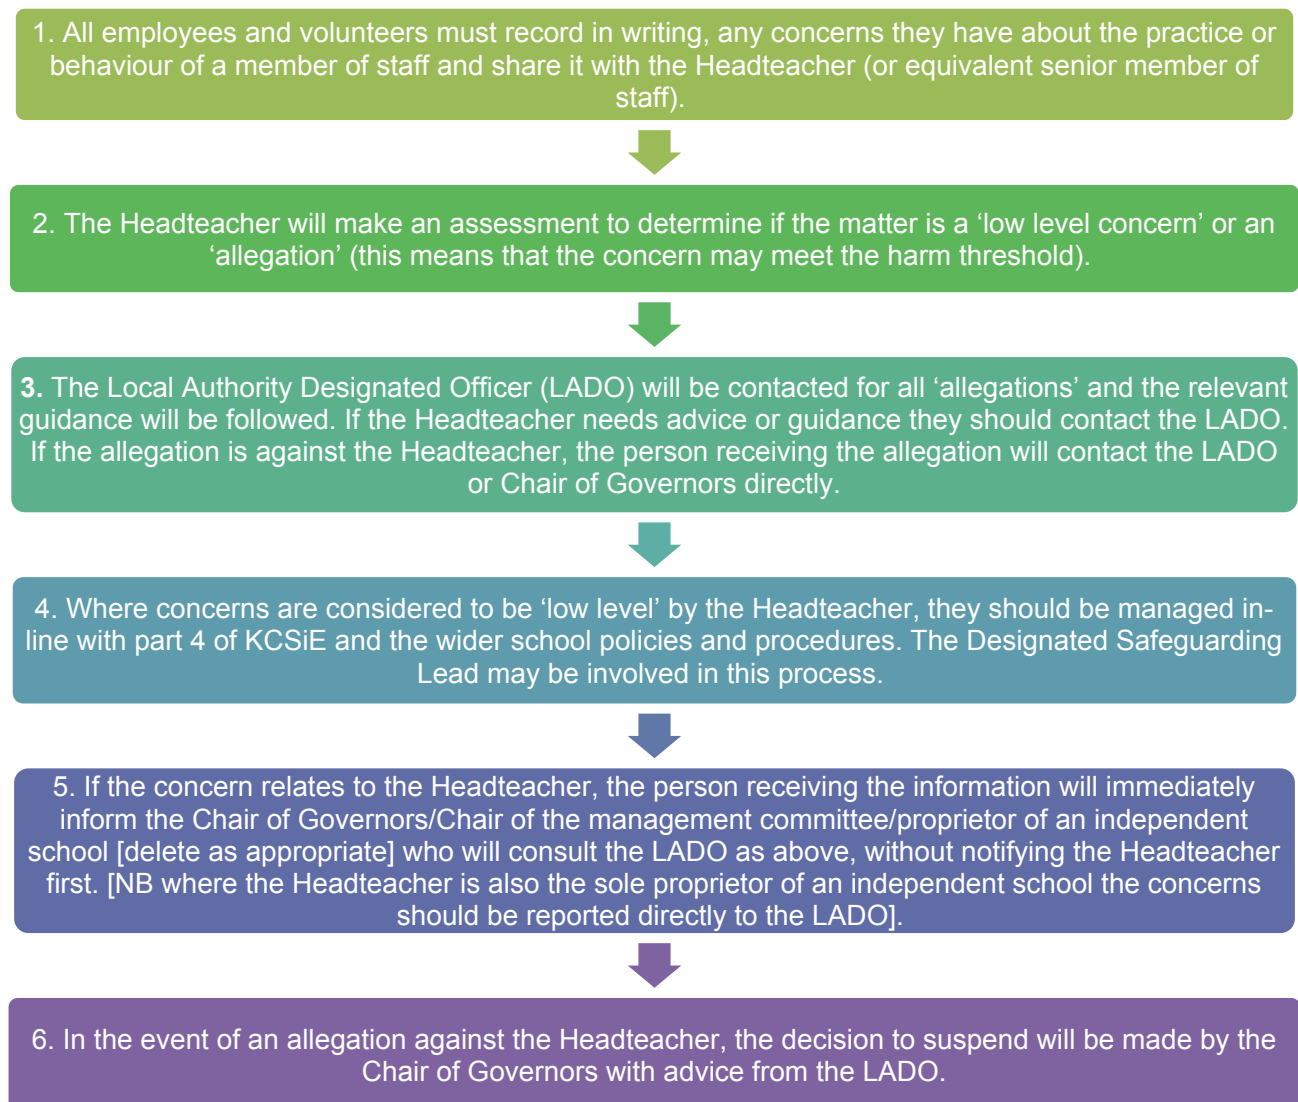 1. All employees and volunteers must record in writing, any concerns they have about the practice or
behaviour of a member of staff and share it with the Headteacher (or equivalent senior member of
staff).
2. The Headteacher will make an assessment to determine if the matter is a ‘low level concern’ or an
‘allegation’ (this means that the concern may meet the harm threshold).
3. The Local Authority Designated Officer (LADO) will be contacted for all ‘allegations’ and the relevant
guidance will be followed. If the Headteacher needs advice or guidance they should contact the LADO.
If the allegation is against the Headteacher, the person receiving the allegation will contact the LADO
or Chair of Governors directly.
4. Where concerns are considered to be ‘low level’ by the Headteacher, they should be managed in-
line with part 4 of KCSiE and the wider school policies and procedures. The Designated Safeguarding
Lead may be involved in this process.
5. If the concern relates to the Headteacher, the person receiving the information will immediately
inform the Chair of Governors/Chair of the management committee/proprietor of an independent
school [delete as appropriate] who will consult the LADO as above, without notifying the Headteacher
first. [NB where the Headteacher is also the sole proprietor of an independent school the concerns
should be reported directly to the LADO].
6. In the event of an allegation against the Headteacher, the decision to suspend will be made by the
Chair of Governors with advice from the LADO.